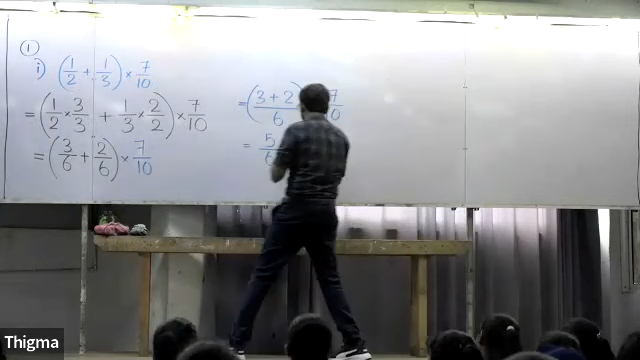 ①
i) (1/2 + 1/3) × 7/10
= (1/2 × 3/3 + 1/3 × 2/2) × 7/10
= (3/6 + 2/6) × 7/10
= (3 + 2)/6 7/10
= 5/6
Thigma